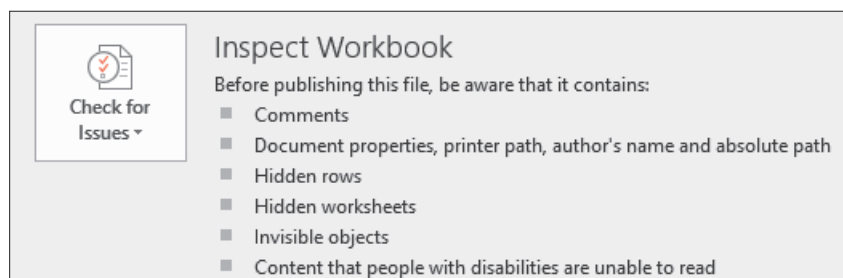 Check for
Issues
Inspect Workbook
Before publishing this file, be aware that it contains:
Comments
Document properties, printer path, author's name and absolute path
Hidden rows
Hidden worksheets
Invisible objects
Content that people with disabilities are unable to read